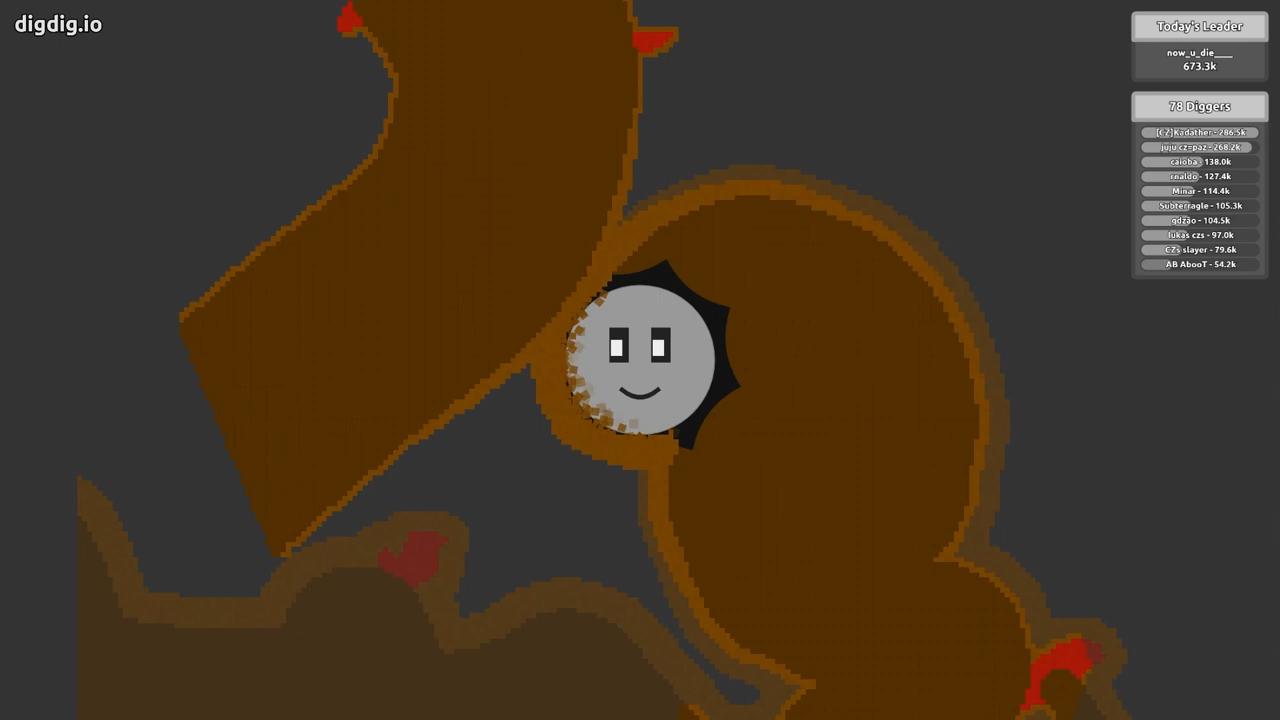 digdig.io
Today's Leader
now_u_die___
673.3k
78 Diggers
[CZ]Kadather - 286.5k
juju cz=paz - 268.2k
caioba - 138.0k
rnaldo - 127.4k
Minar - 114.4k
Subterragle - 105.3k
gdzao - 104.5k
lukas czs - 97.0k
CZs slayer - 79.6k
AB AbooT - 54.2k